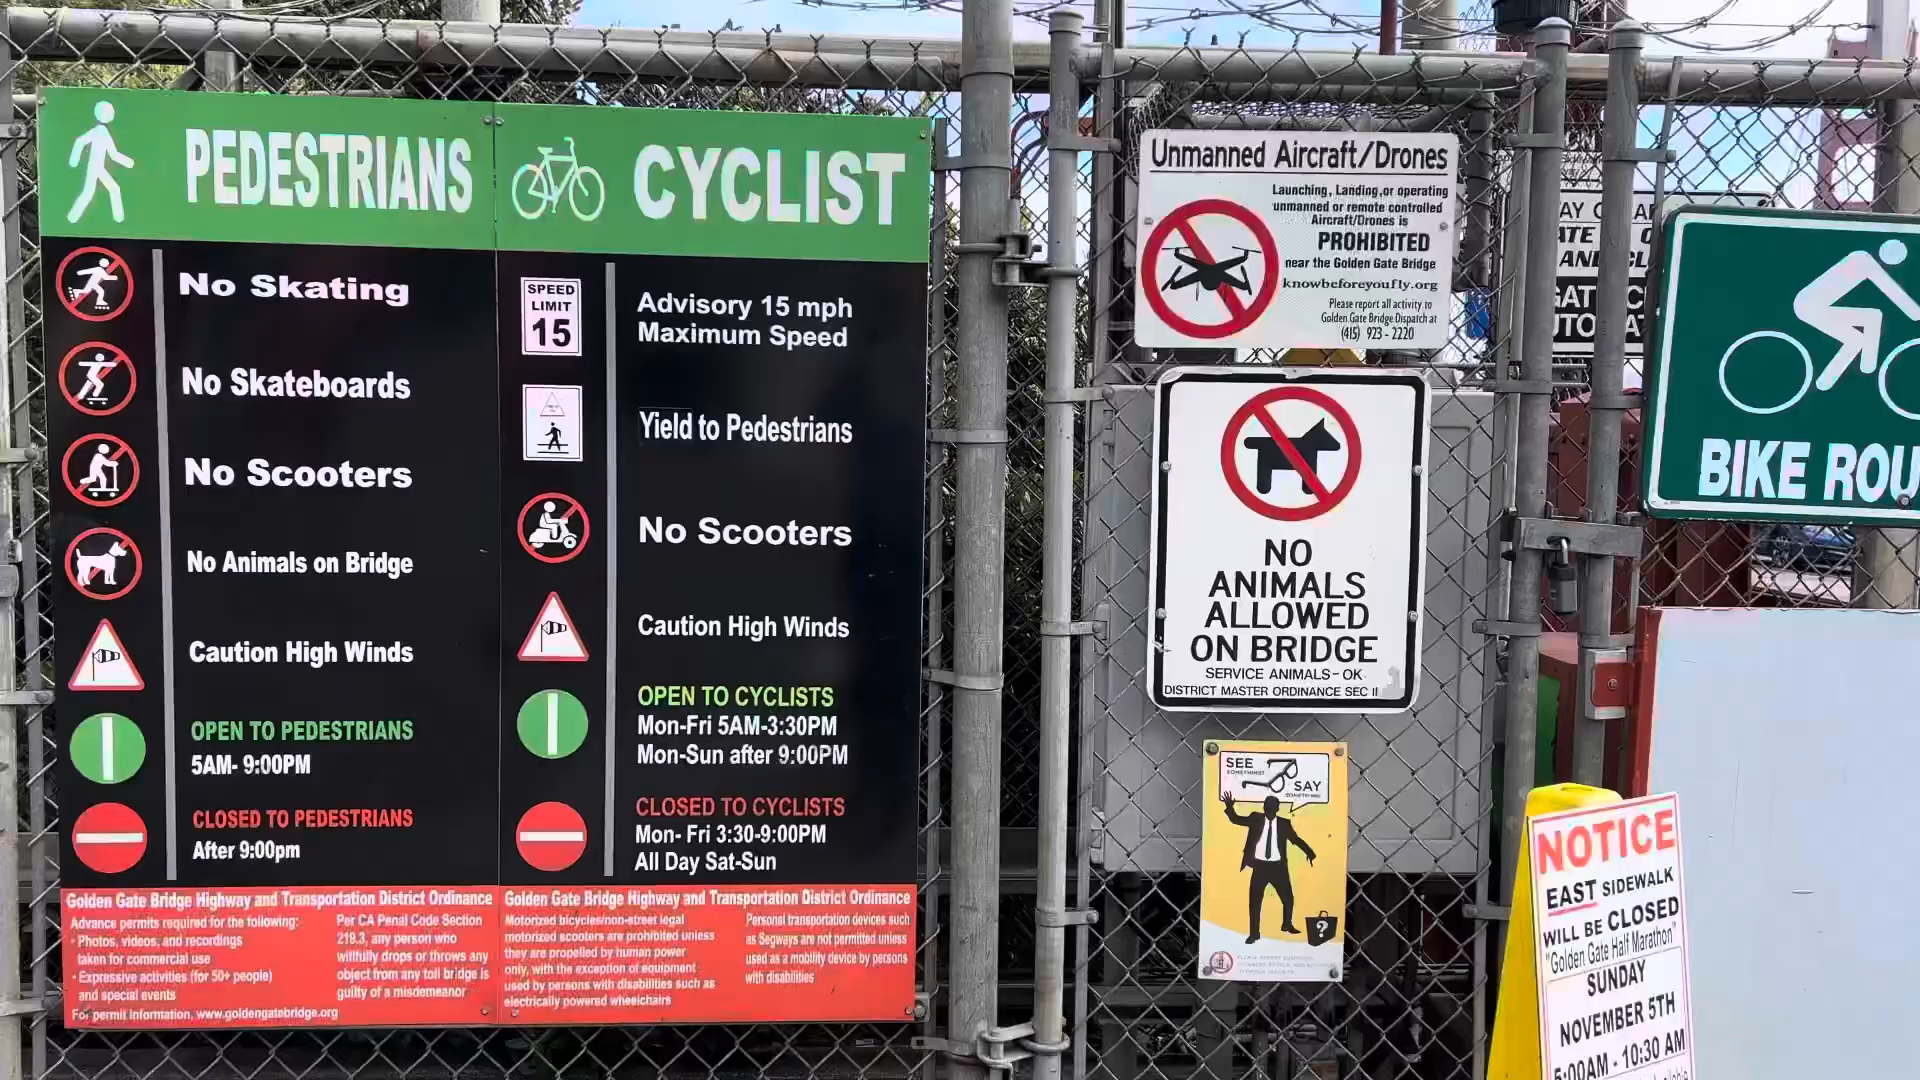 PEDESTRIANS
No Skating
No Skateboards
No Scooters
No Animals on Bridge
Caution High Winds
OPEN TO PEDESTRIANS
5AM- 9:00PM
CLOSED TO PEDESTRIANS
After 9:00pm
Golden Gate Bridge Highway and Transportation District Ordinance
Advance permits required for the following:
• Photos, videos, and recordings
taken for commercial use
• Expressive activities (for 50+ people)
and special events
For permit information, www.goldengatebridge.org
Per CA Penal Code Section
219.3, any person who
willfully drops or throws any
object from any toll bridge is
guilty of a misdemeanor
CYCLIST
SPEED
LIMIT
15
Advisory 15 mph
Maximum Speed
Yield to Pedestrians
No Scooters
Caution High Winds
OPEN TO CYCLISTS
Mon-Fri 5AM-3:30PM
Mon-Sun after 9:00PM
CLOSED TO CYCLISTS
Mon- Fri 3:30-9:00PM
All Day Sat-Sun
Golden Gate Bridge Highway and Transportation District Ordinance
Motorized bicycles/non-street legal
motorized scooters are prohibited unless
they are propelled by human power
only, with the exception of equipment
used by persons with disabilities such as
electrically powered wheelchairs
Personal transportation devices such
as Segways are not permitted unless
used as a mobility device by persons
with disabilities
Unmanned Aircraft/Drones
Launching, Landing,or operating
unmanned or remote controlled
Aircraft/Drones is
PROHIBITED
near the Golden Gate Bridge
knowbeforeyoufly.org
Please report all activity to
Golden Gate Bridge Dispatch at
(415) 923 - 2220
NO
ANIMALS
ALLOWED
ON BRIDGE
SERVICE ANIMALS - OK
DISTRICT MASTER ORDINANCE SEC II
SEE
SOMETHING?
SAY
SOMETHING
?
BIKE ROU
NOTICE
EAST SIDEWALK
WILL BE CLOSED
"Golden Gate Half Marathon"
SUNDAY
NOVEMBER 5TH
5:00AM - 10:30 AM